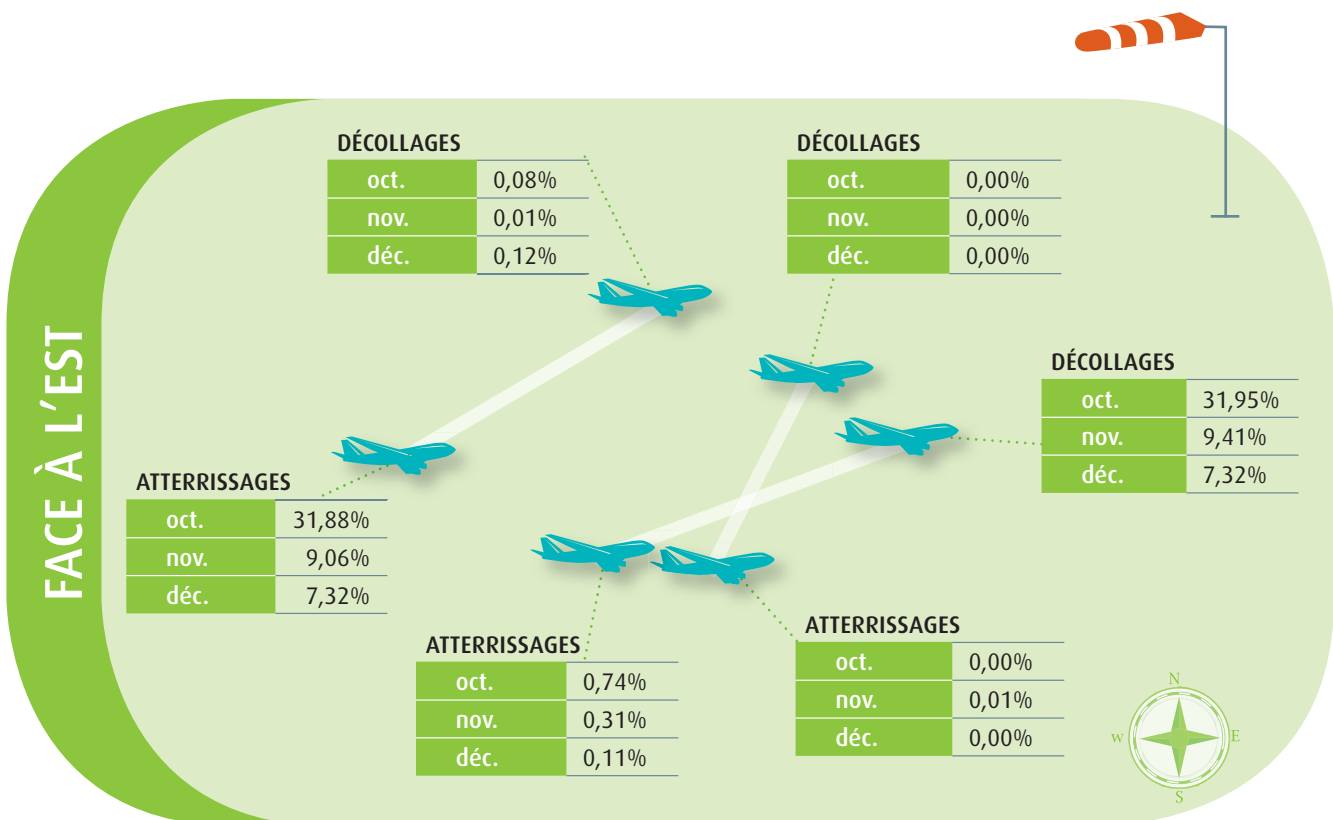 FACE À L'EST
DÉCOLLAGES
oct. 0,08%
nov. 0,01%
déc. 0,12%
DÉCOLLAGES
oct. 0,00%
nov. 0,00%
déc. 0,00%
DÉCOLLAGES
oct. 31,95%
nov. 9,41%
déc. 7,32%
ATTERRISSAGES
oct. 31,88%
nov. 9,06%
déc. 7,32%
ATTERRISSAGES
oct. 0,74%
nov. 0,31%
déc. 0,11%
ATTERRISSAGES
oct. 0,00%
nov. 0,01%
déc. 0,00%
N
W E
S